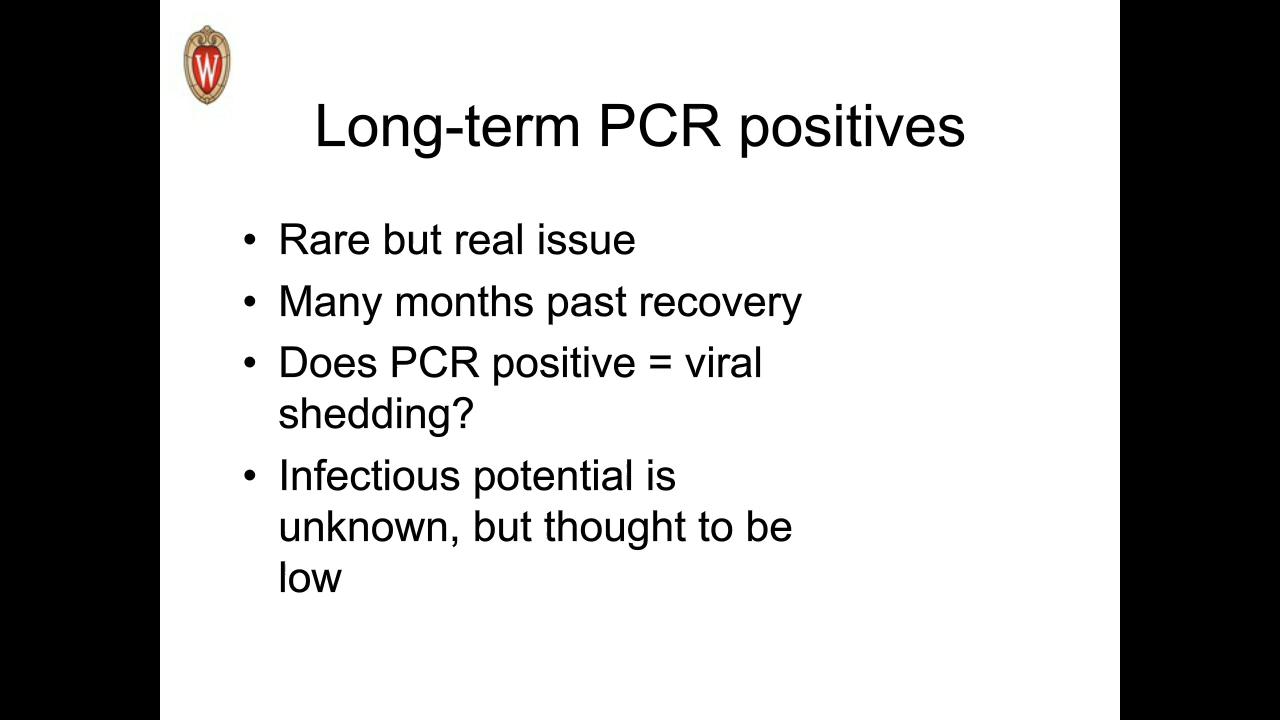 W
Long-term PCR positives
• Rare but real issue
• Many months past recovery
• Does PCR positive = viral
shedding?
• Infectious potential is
unknown, but thought to be
low